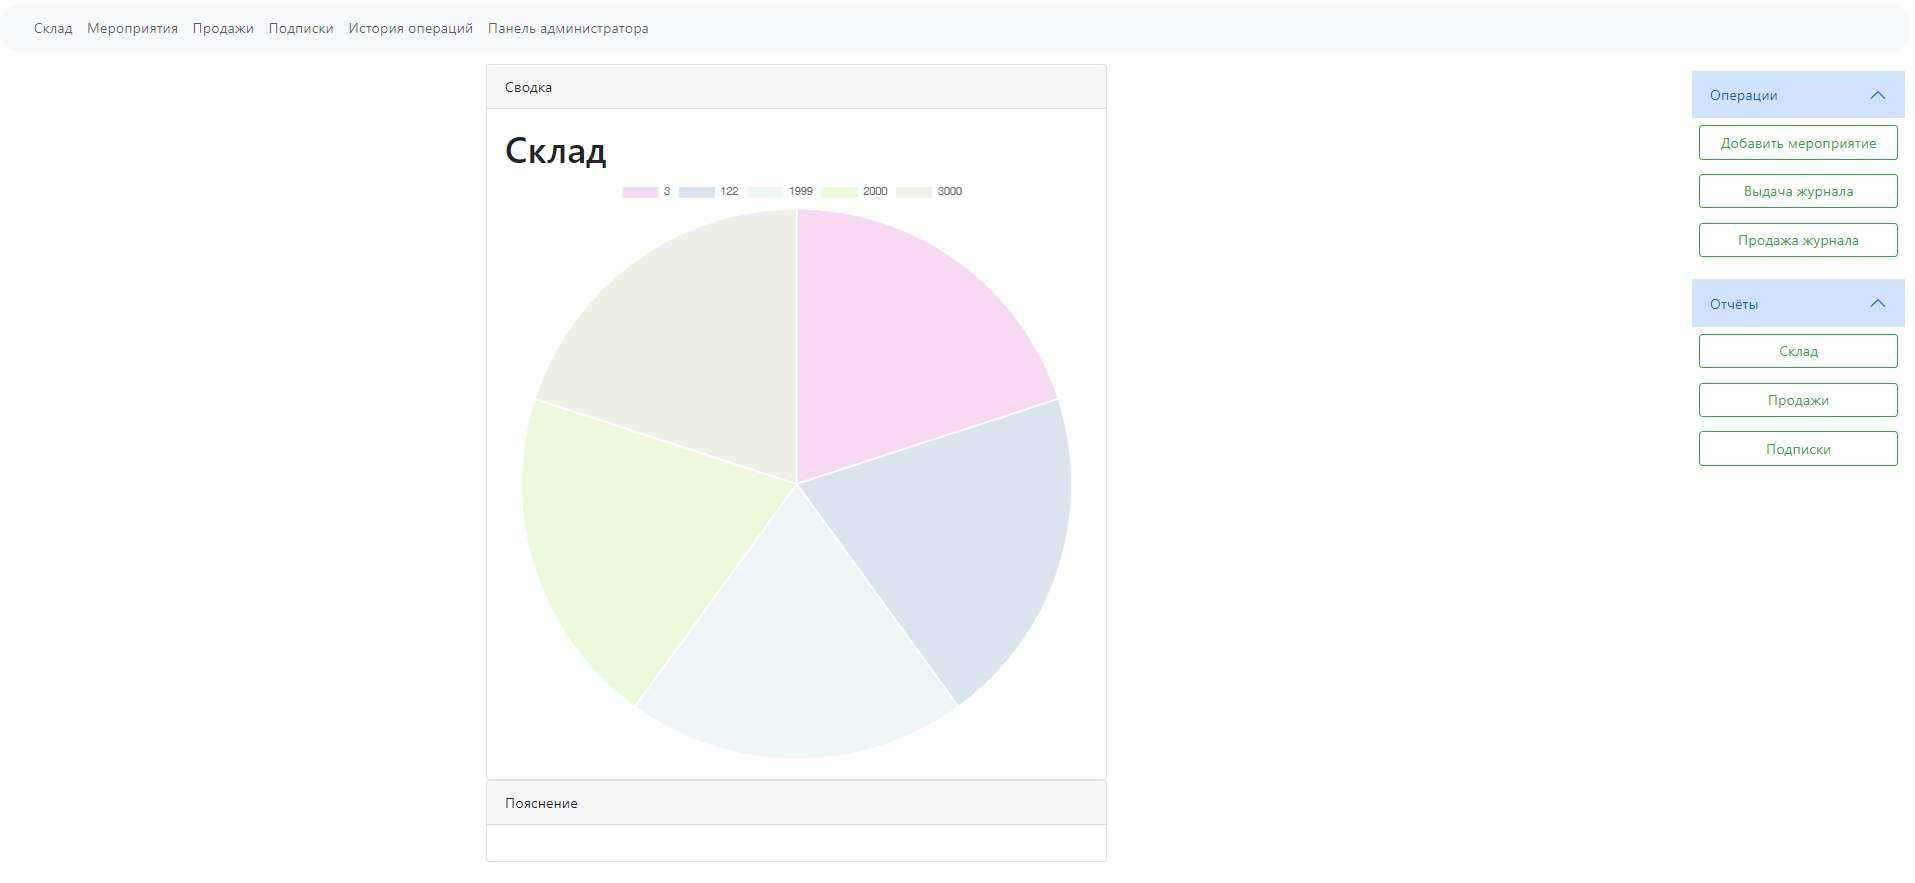 Склад Мероприятия Продажи Подписки История операций Панель администратора
Сводка
Склад
3 122 1999 2000 3000
Пояснение
Операции
Добавить мероприятие
Выдача журнала
Продажа журнала
Отчёты
Склад
Продажи
Подписки